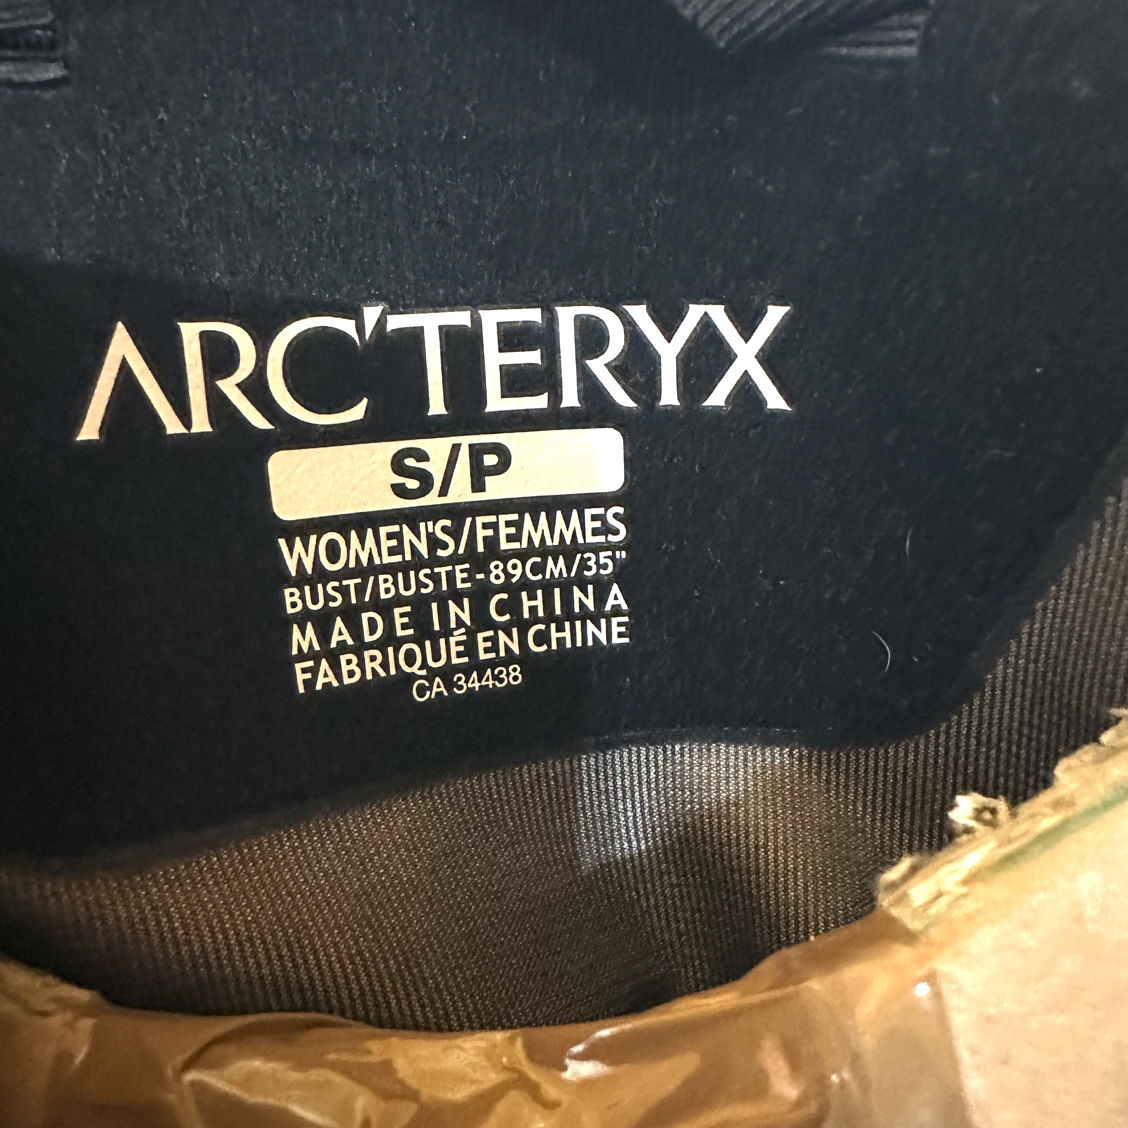 ARC'TERYX
S/P
WOMEN'S/FEMMES
BUST/BUSTE-89CM/35"
MADE IN CHINA
FABRIQUÉ EN CHINE
CA 34438